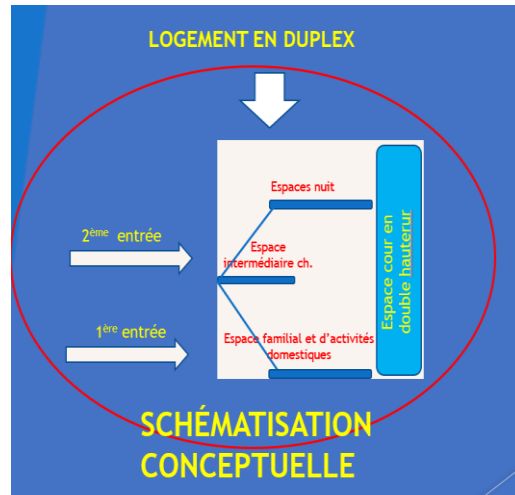 LOGEMENT EN DUPLEX
Espaces nuit
2ème entrée
Espace
intermédiaire ch.
1ère entrée
Espace familial et d'activités
domestiques
Espace cour en
double hauterur
SCHÉMATISATION
CONCEPTUELLE